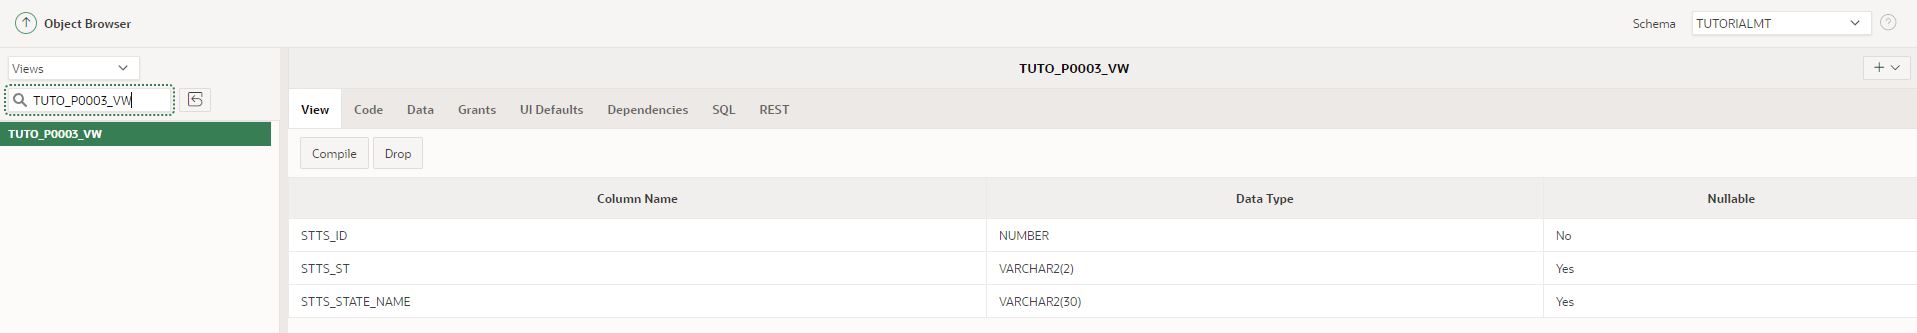 Object Browser
Schema TUTORIALMT
Views
TUTO_P0003_VW
TUTO_P0003_VW
TUTO_P0003_VW
View Code Data Grants UI Defaults Dependencies SQL REST
Compile Drop
Column Name Data Type Nullable
STTS_ID NUMBER No
STTS_ST VARCHAR2(2) Yes
STTS_STATE_NAME VARCHAR2(30) Yes